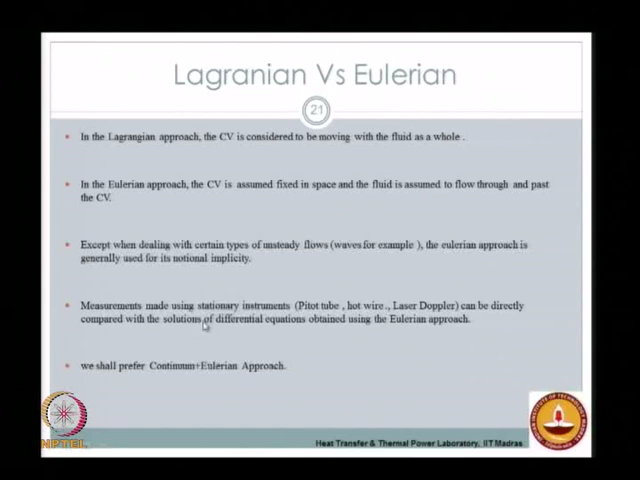 Lagranian Vs Eulerian
21
In the Lagrangian approach, the CV is considered to be moving with the fluid as a whole .
In the Eulerian approach, the CV is assumed fixed in space and the fluid is assumed to flow through and past
the CV.
Except when dealing with certain types of unsteady flows (waves for example ), the eulerian approach is
generally used for its notional implicity.
Measurements made using stationary instruments (Pitot tube , hot wire ., Laser Doppler) can be directly
compared with the solutions of differential equations obtained using the Eulerian approach.
we shall prefer Continuum+Eulerian Approach.
NPTEL
Heat Transfer & Thermal Power Laboratory, IIT Madras